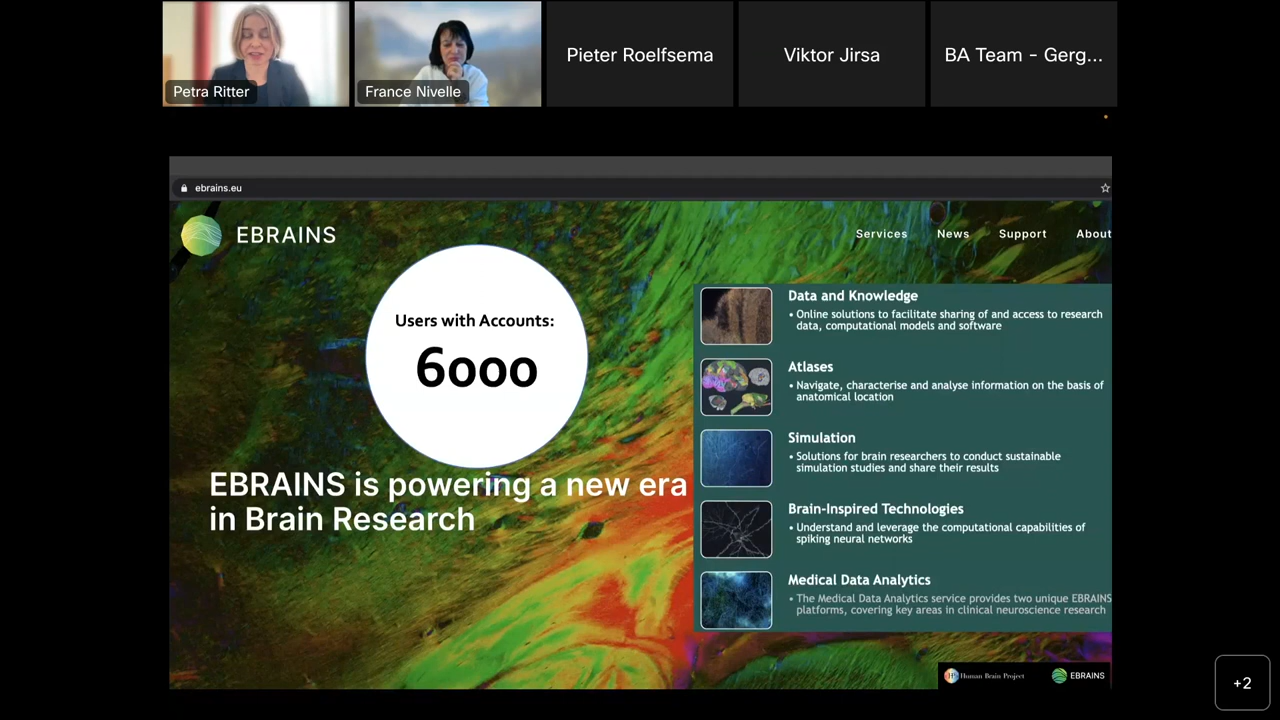 Petra Ritter
France Nivelle
Pieter Roelfsema
Viktor Jirsa
BA Team - Gerg...
ebrains.eu
EBRAINS
Services
News
Support
About
Users with Accounts:
6000
EBRAINS is powering a new era
in Brain Research
Data and Knowledge
• Online solutions to facilitate sharing of and access to research
data, computational models and software
Atlases
• Navigate, characterise and analyse information on the basis of
anatomical location
Simulation
• Solutions for brain researchers to conduct sustainable
simulation studies and share their results
Brain-Inspired Technologies
• Understand and leverage the computational capabilities of
spiking neural networks
Medical Data Analytics
• The Medical Data Analytics service provides two unique EBRAINS
platforms, covering key areas in clinical neuroscience research
Human Brain Project
EBRAINS
+2